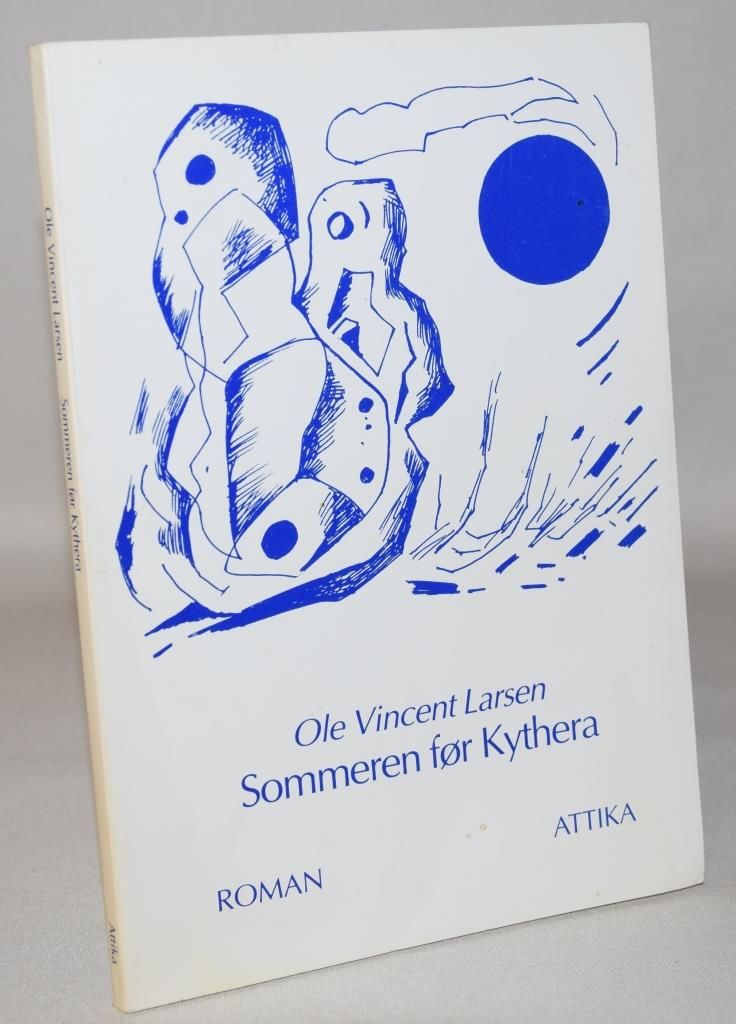 Ole Vincent Larsen Sommeren før Kythera Attika
Ole Vincent Larsen
Sommeren før Kythera
ATTIKA
ROMAN